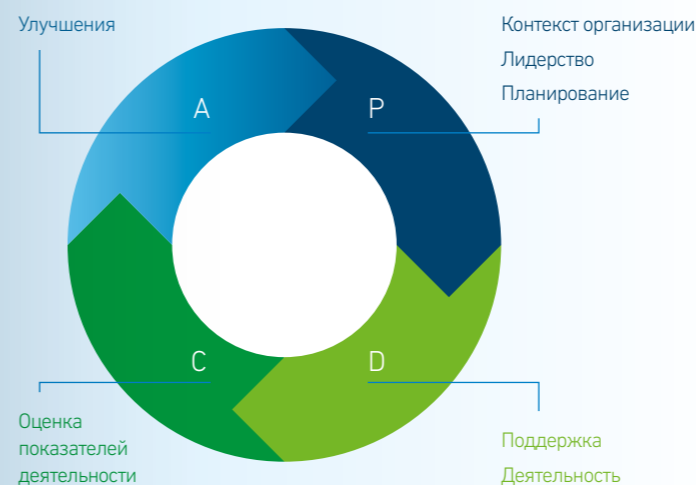 Улучшения
Контекст организации
Лидерство
Планирование
A
P
C
D
Оценка
показателей
деятельности
Поддержка
Деятельность